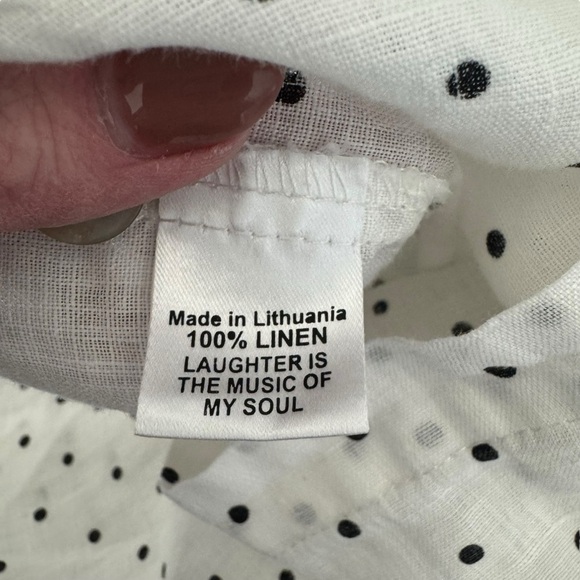 Made in Lithuania
100% LINEN
LAUGHTER IS
THE MUSIC OF
MY SOUL